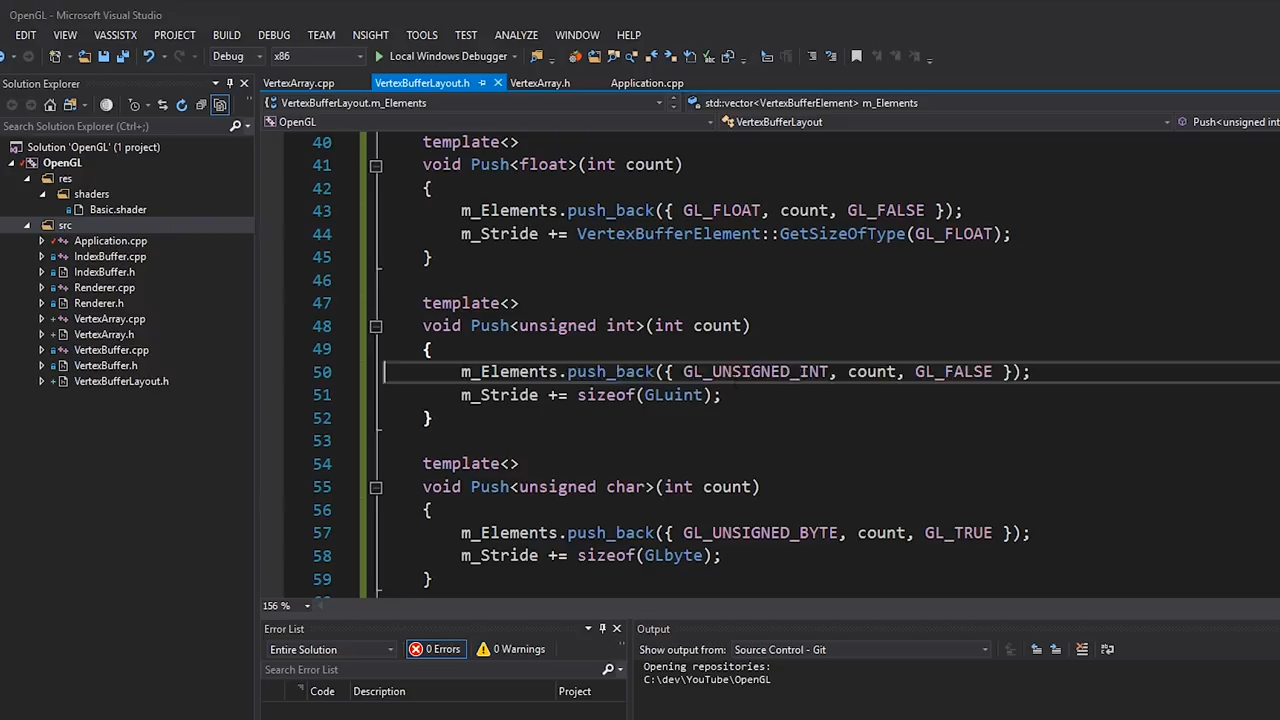 OpenGL - Microsoft Visual Studio
EDIT VIEW VASSISTX PROJECT BUILD DEBUG TEAM NSIGHT TOOLS TEST ANALYZE WINDOW HELP
Debug x86 Local Windows Debugger
Solution Explorer
Search Solution Explorer (Ctrl+;)
Solution 'OpenGL' (1 project)
OpenGL
res
shaders
Basic.shader
src
Application.cpp
IndexBuffer.cpp
IndexBuffer.h
Renderer.cpp
Renderer.h
VertexArray.cpp
VertexArray.h
VertexBuffer.cpp
VertexBuffer.h
VertexBufferLayout.h
VertexArray.cpp VertexBufferLayout.h VertexArray.h Application.cpp
VertexBufferLayout.m_Elements std::vector<VertexBufferElement> m_Elements
OpenGL VertexBufferLayout Push<unsigned int
40 template<>
41 void Push<float>(int count)
42 {
43 m_Elements.push_back({ GL_FLOAT, count, GL_FALSE });
44 m_Stride += VertexBufferElement::GetSizeOfType(GL_FLOAT);
45 }
46
47 template<>
48 void Push<unsigned int>(int count)
49 {
50 m_Elements.push_back({ GL_UNSIGNED_INT, count, GL_FALSE });
51 m_Stride += sizeof(GLuint);
52 }
53
54 template<>
55 void Push<unsigned char>(int count)
56 {
57 m_Elements.push_back({ GL_UNSIGNED_BYTE, count, GL_TRUE });
58 m_Stride += sizeof(GLbyte);
59 }
156 %
Error List
Entire Solution 0 Errors 0 Warnings
Search Error List
Code Description Project
Output
Show output from: Source Control - Git
Opening repositories:
C:\dev\YouTube\OpenGL